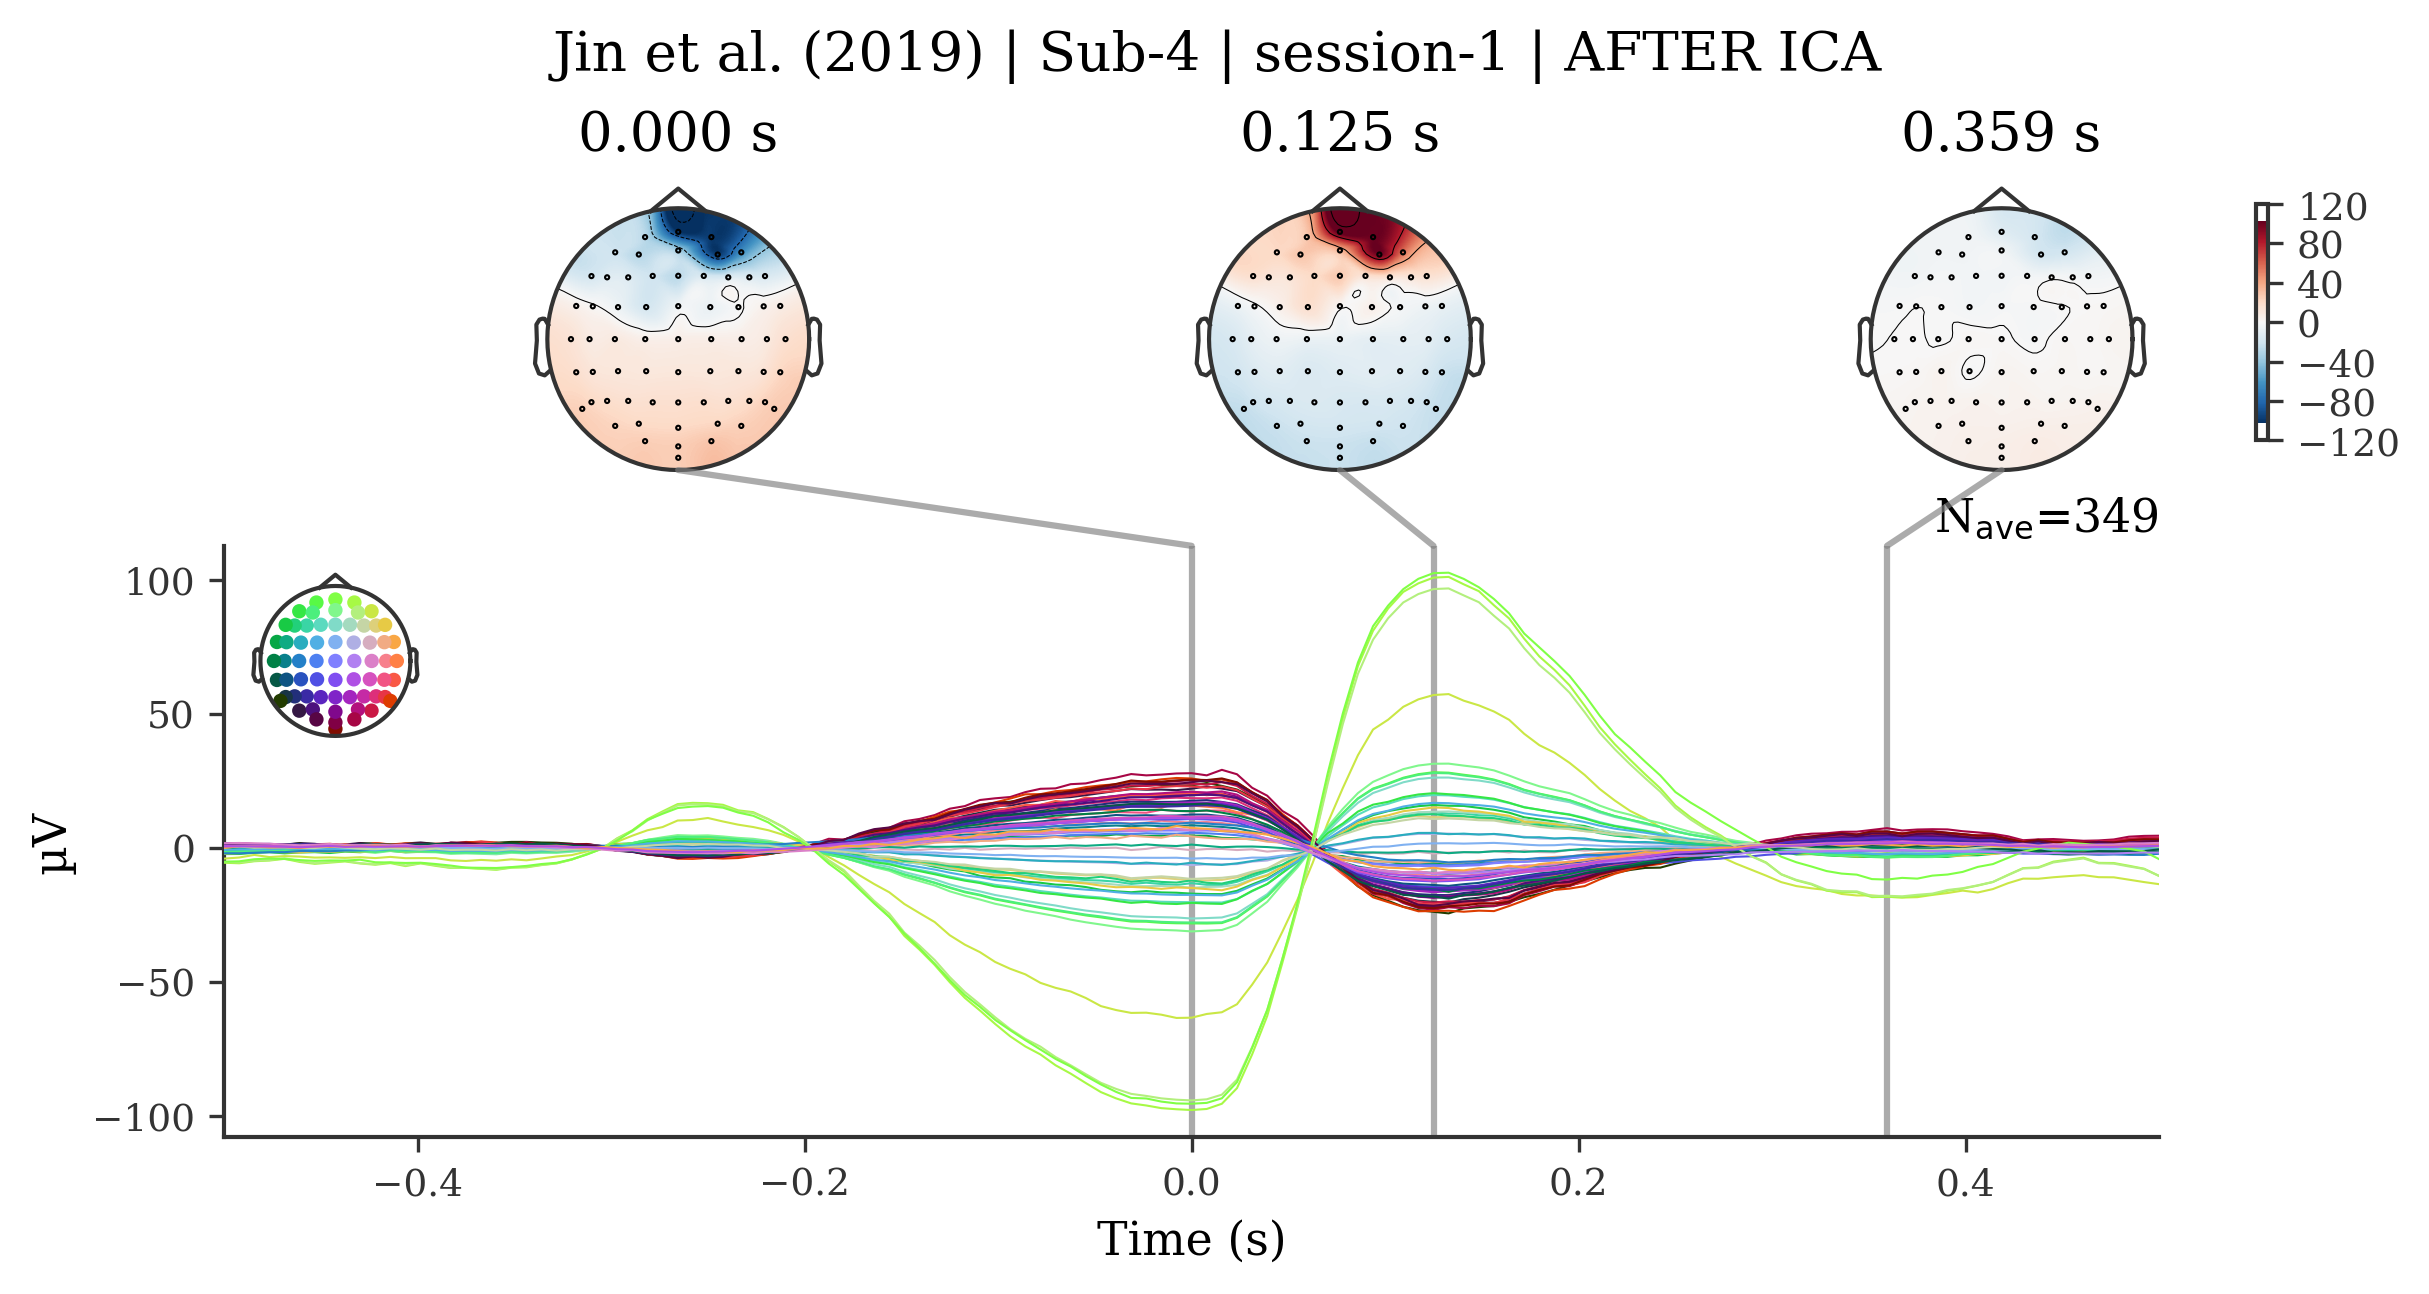 Jin et al. (2019) | Sub-4 | session-1 | AFTER ICA
0.000 s
0.125 s
0.359 s
120
80
40
0
−40
−80
−120
Nave=349
100
50
0
−50
−100
µV
−0.4
−0.2
0.0
0.2
0.4
Time (s)